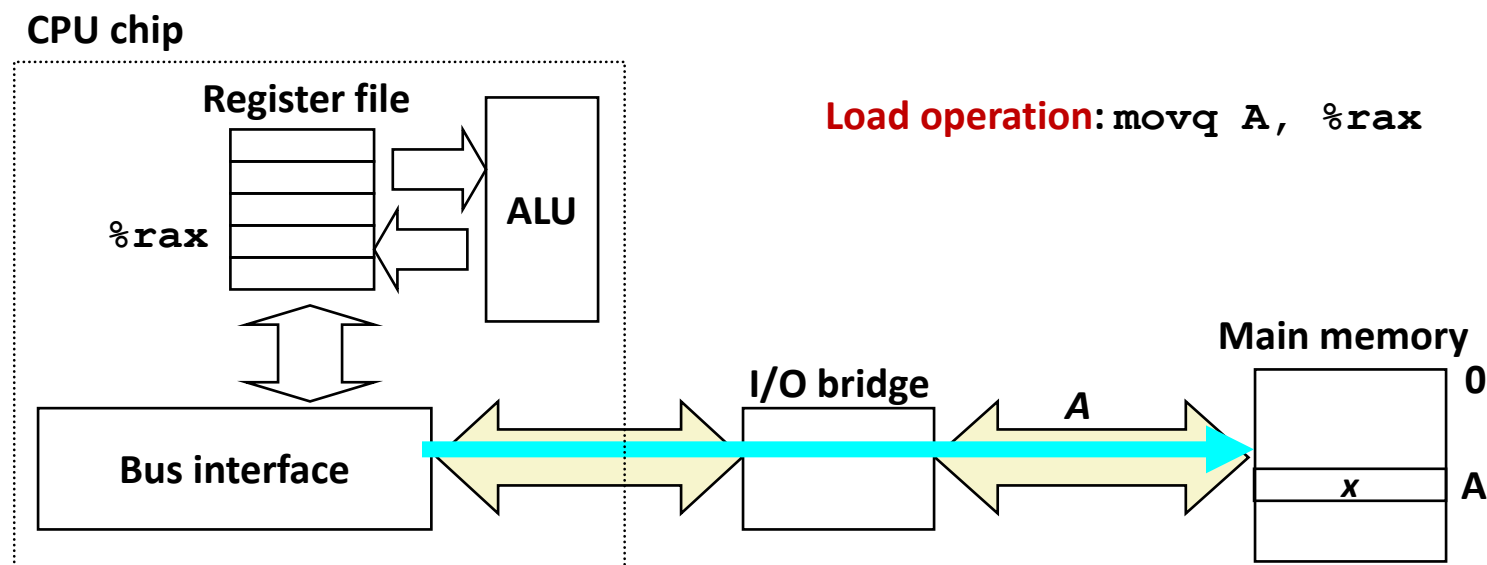 CPU chip
Register file
Load operation: movq A, %rax
ALU
%rax
Main memory
I/O bridge
0
A
Bus interface
x
A